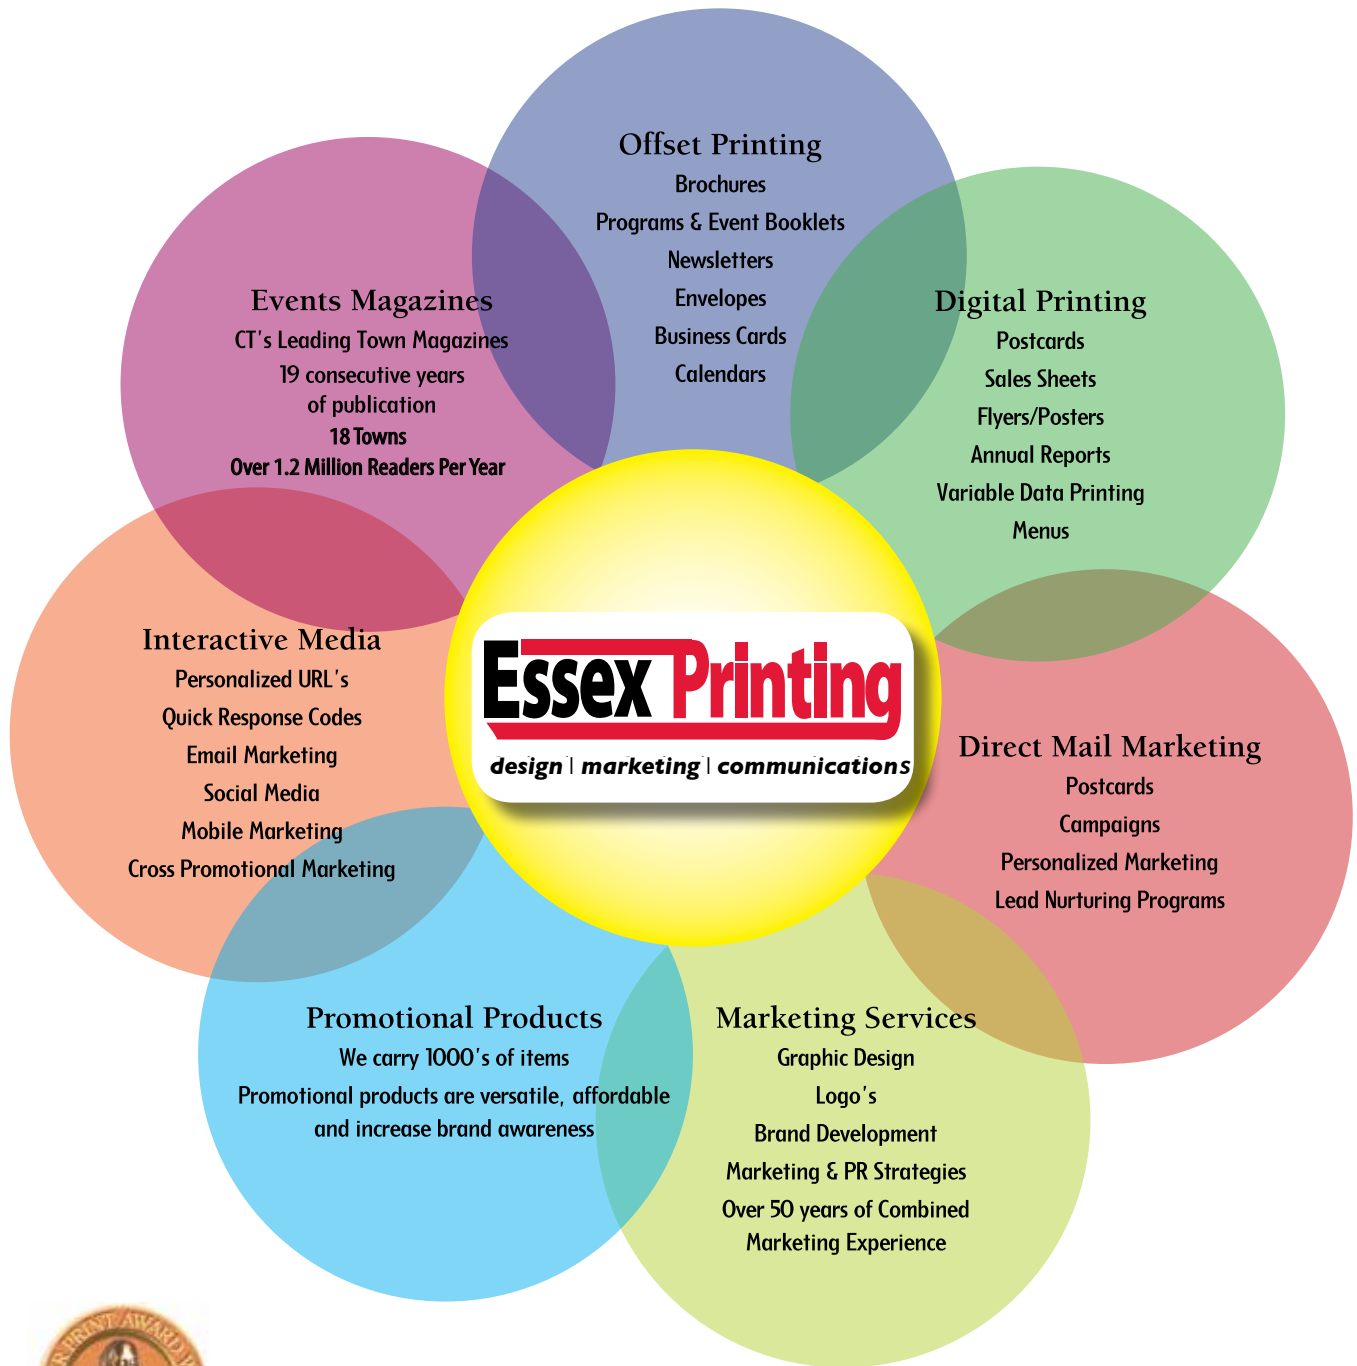 Offset Printing
Brochures
Programs & Event Booklets
Newsletters
Envelopes
Business Cards
Calendars
Events Magazines
CT's Leading Town Magazines
19 consecutive years
of publication
18 Towns
Over 1.2 Million Readers Per Year
Digital Printing
Postcards
Sales Sheets
Flyers/Posters
Annual Reports
Variable Data Printing
Menus
Interactive Media
Personalized URL's
Quick Response Codes
Email Marketing
Social Media
Mobile Marketing
Cross Promotional Marketing
Essex Printing
design | marketing | communications
Direct Mail Marketing
Postcards
Campaigns
Personalized Marketing
Lead Nurturing Programs
Promotional Products
We carry 1000's of items
Promotional products are versatile, affordable
and increase brand awareness
Marketing Services
Graphic Design
Logo's
Brand Development
Marketing & PR Strategies
Over 50 years of Combined
Marketing Experience
PRINT AWARD